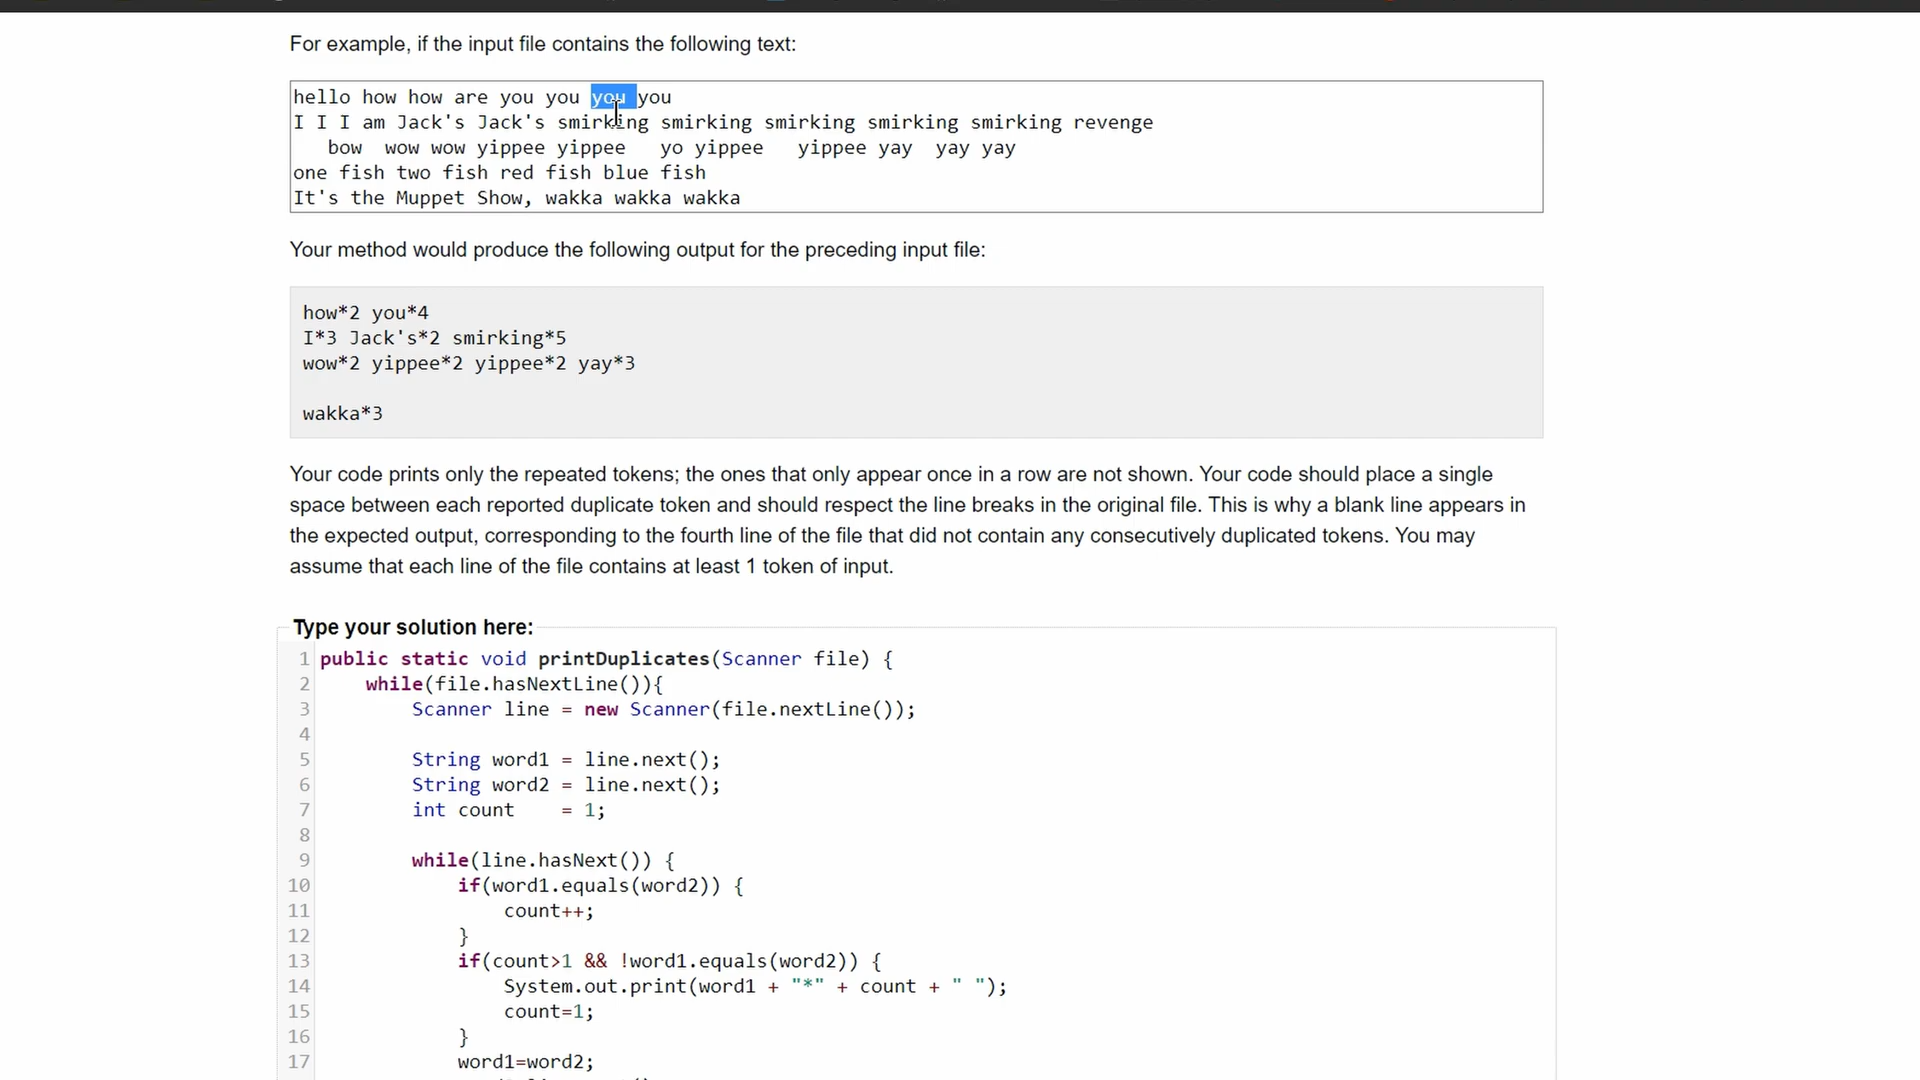 For example, if the input file contains the following text:
hello how how are you you you you
I I I am Jack's Jack's smirking smirking smirking smirking smirking revenge
   bow  wow wow yippee yippee   yo yippee   yippee yay  yay yay
one fish two fish red fish blue fish
It's the Muppet Show, wakka wakka wakka
Your method would produce the following output for the preceding input file:
how*2 you*4
I*3 Jack's*2 smirking*5
wow*2 yippee*2 yippee*2 yay*3
wakka*3
Your code prints only the repeated tokens; the ones that only appear once in a row are not shown. Your code should place a single
space between each reported duplicate token and should respect the line breaks in the original file. This is why a blank line appears in
the expected output, corresponding to the fourth line of the file that did not contain any consecutively duplicated tokens. You may
assume that each line of the file contains at least 1 token of input.
Type your solution here:
1 public static void printDuplicates(Scanner file) {
2     while(file.hasNextLine()){
3         Scanner line = new Scanner(file.nextLine());
4
5         String word1 = line.next();
6         String word2 = line.next();
7         int count    = 1;
8
9         while(line.hasNext()) {
10             if(word1.equals(word2)) {
11                 count++;
12             }
13             if(count>1 && !word1.equals(word2)) {
14                 System.out.print(word1 + "*" + count + " ");
15                 count=1;
16             }
17             word1=word2;